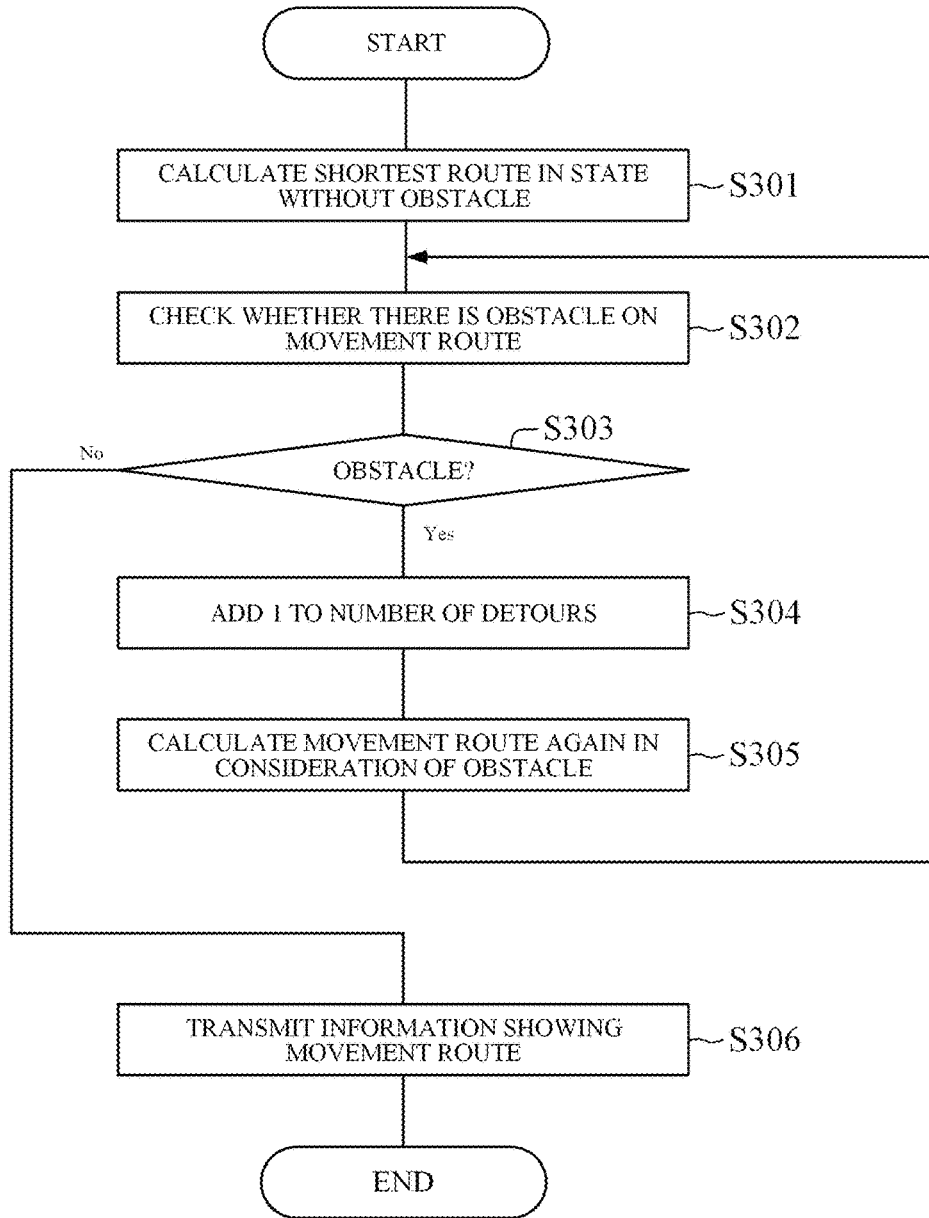 START
CALCULATE SHORTEST ROUTE IN STATE
WITHOUT OBSTACLE
S301
CHECK WHETHER THERE IS OBSTACLE ON
MOVEMENT ROUTE
S302
S303
No
OBSTACLE?
Yes
ADD 1 TO NUMBER OF DETOURS
S304
CALCULATE MOVEMENT ROUTE AGAIN IN
CONSIDERATION OF OBSTACLE
S305
TRANSMIT INFORMATION SHOWING
MOVEMENT ROUTE
S306
END